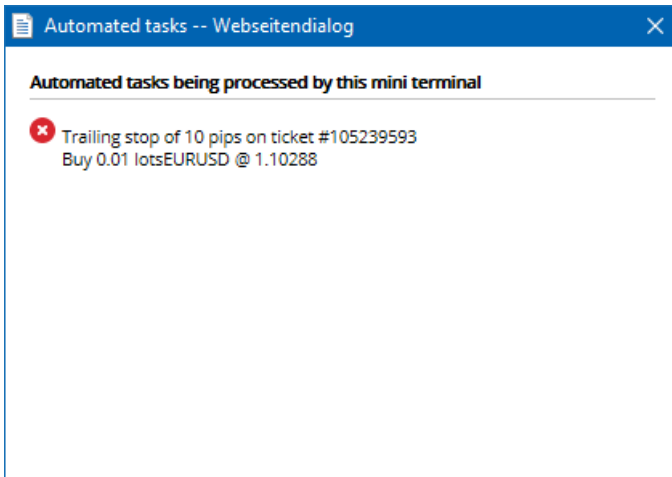 Automated tasks -- Webseitendialog
Automated tasks being processed by this mini terminal
Trailing stop of 10 pips on ticket #105239593
Buy 0.01 lotsEURUSD @ 1.10288